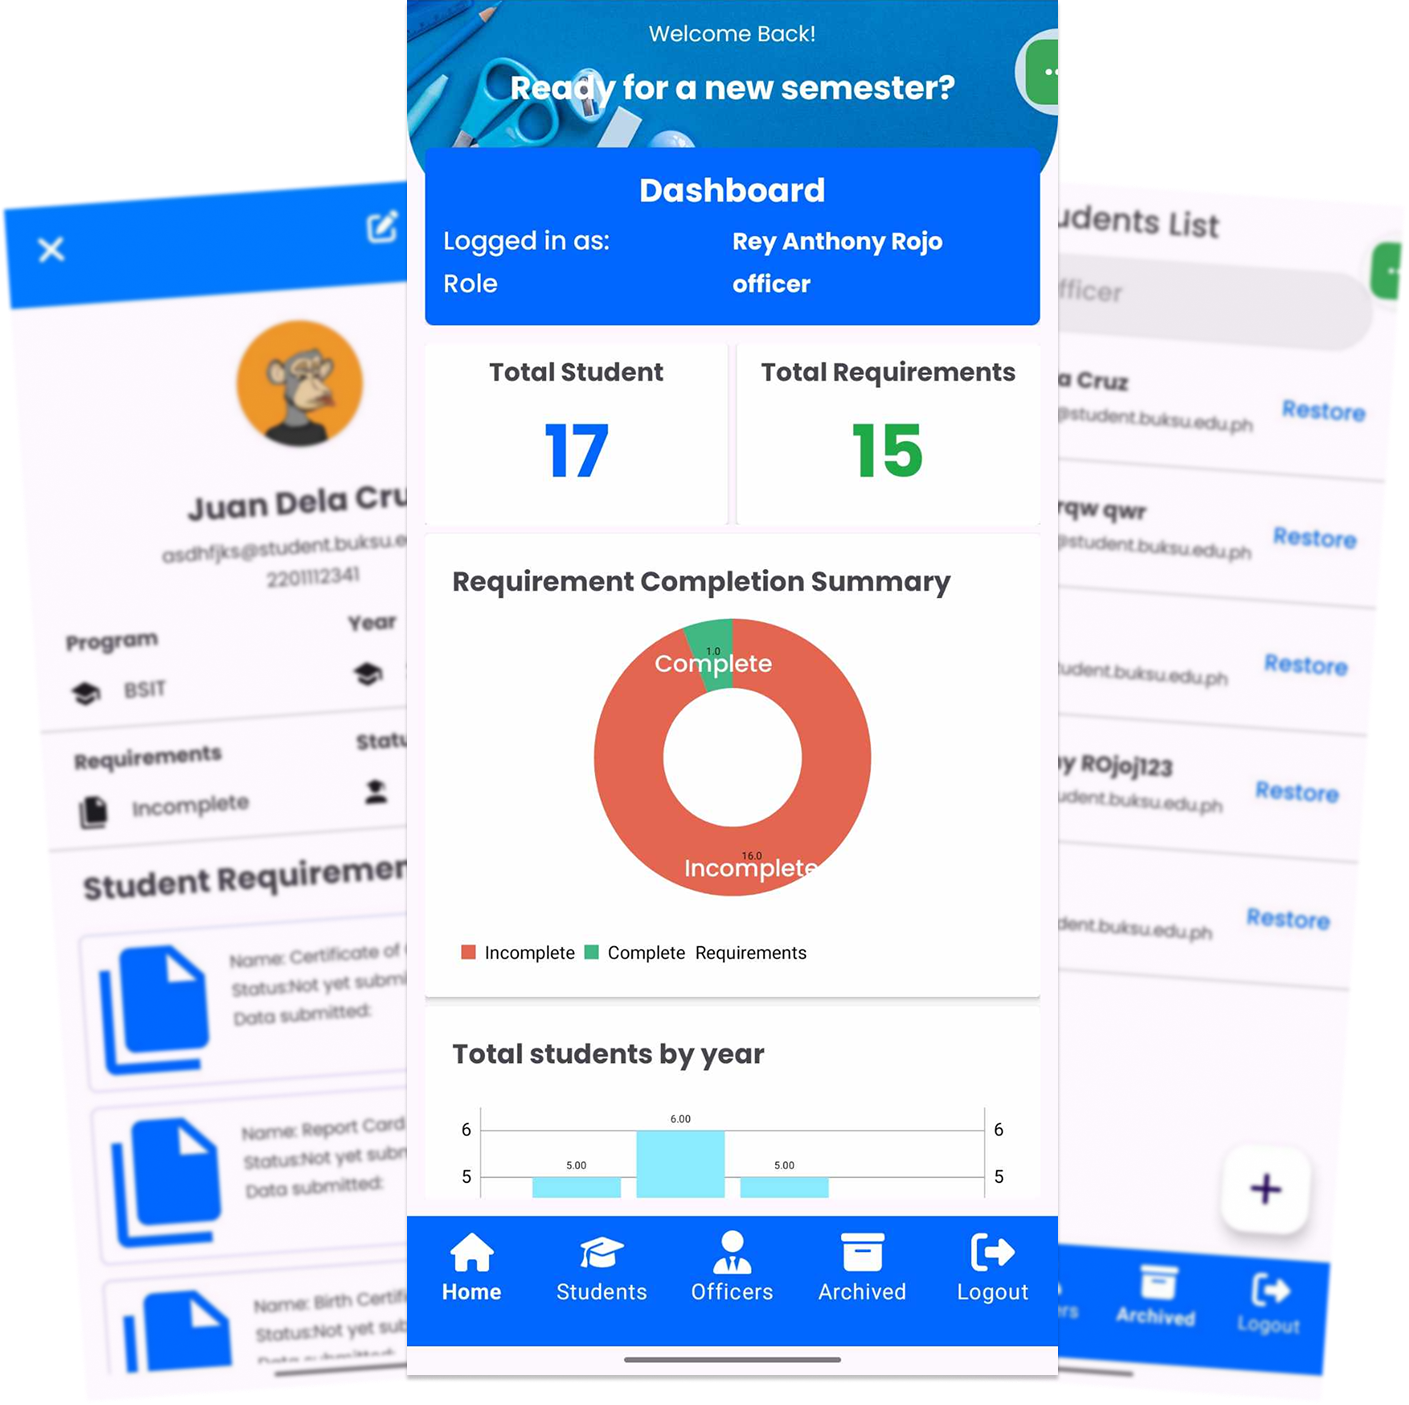 Welcome Back!
Ready for a new semester?
Dashboard
Logged in as: Rey Anthony Rojo
Role officer
Total Student
17
Total Requirements
15
Requirement Completion Summary
1.0
Complete
16.0
Incomplete
Incomplete Complete Requirements
Total students by year
6.00
6 6
5.00 5.00
5 5
Home Students Officers Archived Logout
Juan Dela Cru
asdhfjks@student.buksu.e
2201112341
Program Year
BSIT
Requirements Statu
Incomplete
Student Requiremen
Name: Certificate of
Status:Not yet submi
Data submitted:
Name: Report Card
Status:Not yet subn
Data submitted:
Name: Birth Certifi
Status:Not yet sub
Data submitted:
udents List
fficer
a Cruz
@student.buksu.edu.ph
Restore
rqw qwr
@student.buksu.edu.ph
Restore
tudent.buksu.edu.ph
Restore
y ROjoj123
udent.buksu.edu.ph
Restore
dent.buksu.edu.ph
Restore
+
ers Archived Logout